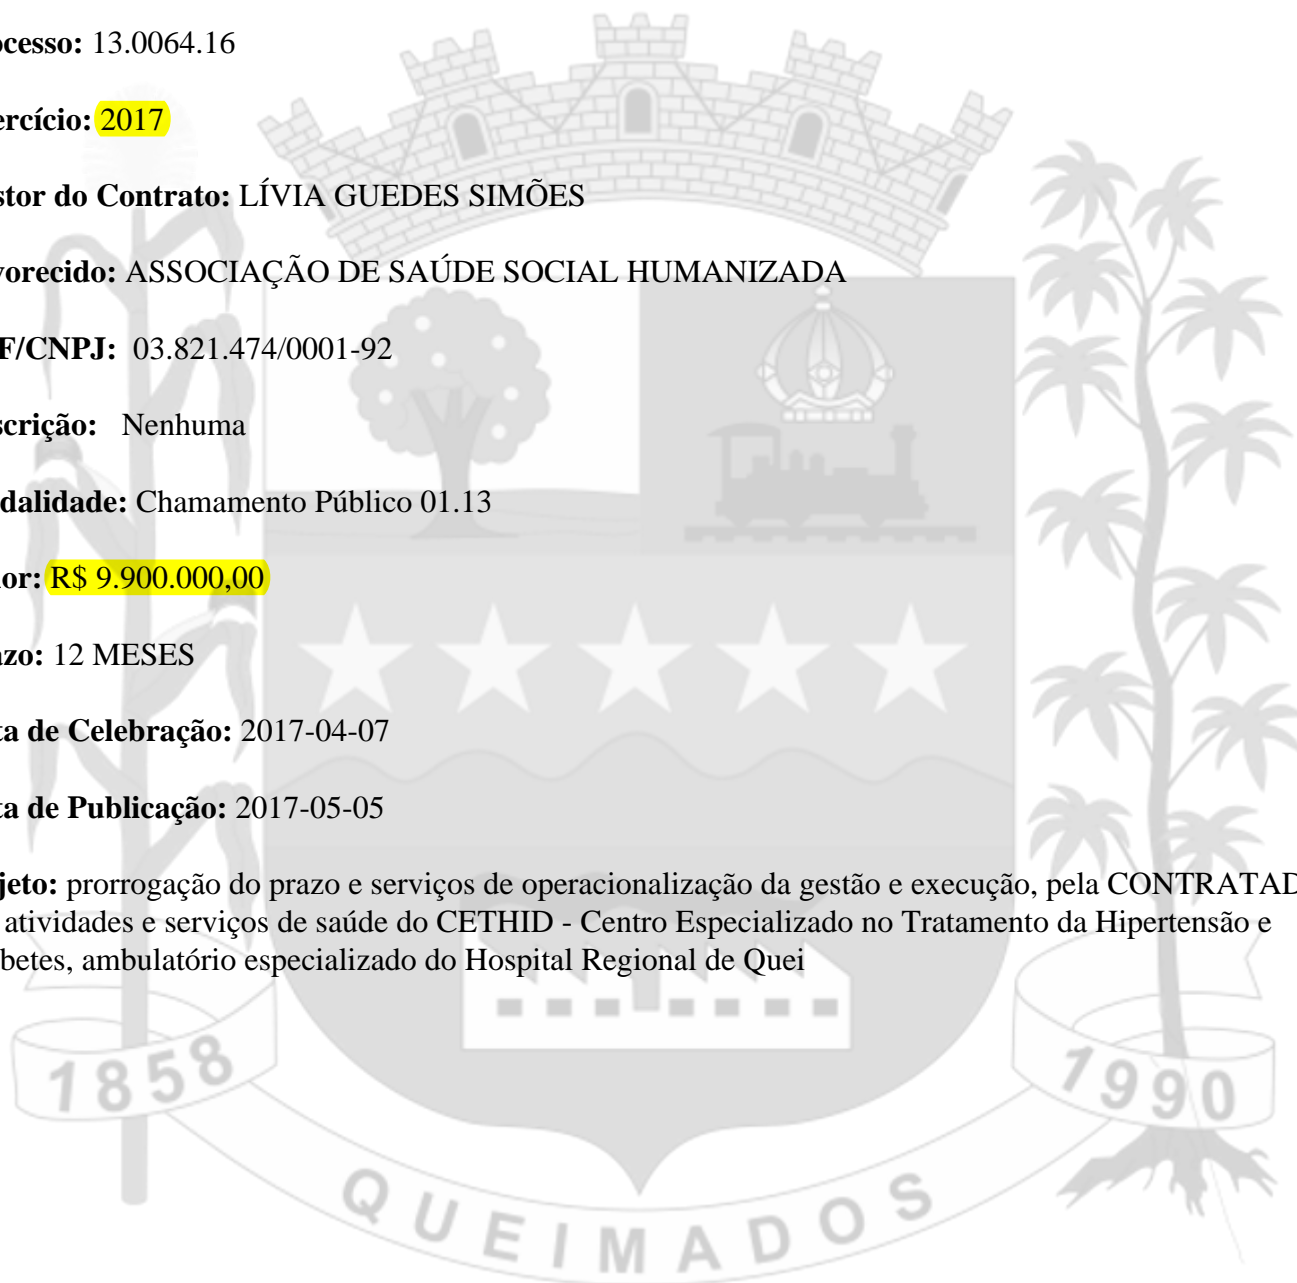 ocesso: 13.0064.16
ercício: 2017
stor do Contrato: LÍVIA GUEDES SIMÕES
vorecido: ASSOCIAÇÃO DE SAÚDE SOCIAL HUMANIZADA
F/CNPJ: 03.821.474/0001-92
scrição: Nenhuma
dalidade: Chamamento Público 01.13
or: R$ 9.900.000,00
azo: 12 MESES
ta de Celebração: 2017-04-07
ta de Publicação: 2017-05-05
jeto: prorrogação do prazo e serviços de operacionalização da gestão e execução, pela CONTRATAD
atividades e serviços de saúde do CETHID - Centro Especializado no Tratamento da Hipertensão e
betes, ambulatório especializado do Hospital Regional de Quei
1858
1990
QUEIMADOS